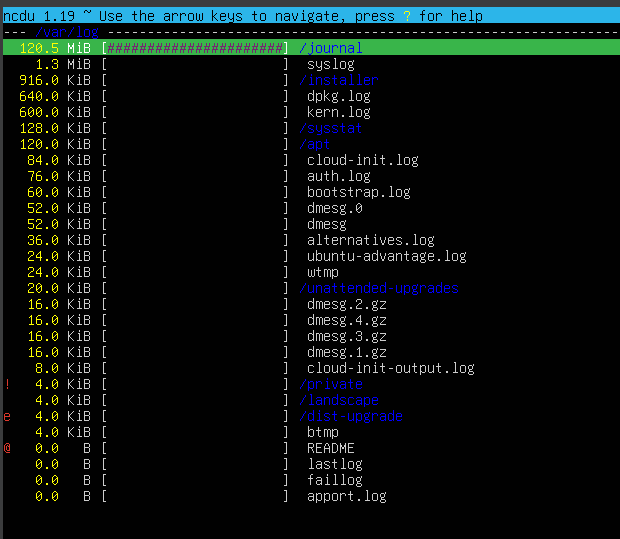 ncdu 1.19 ~ Use the arrow keys to navigate, press ? for help
--- /var/log ---------------------------------------------------------------
  120.5 MiB [######################] /journal
    1.3 MiB [                      ]  syslog
  916.0 KiB [                      ] /installer
  640.0 KiB [                      ]  dpkg.log
  600.0 KiB [                      ]  kern.log
  128.0 KiB [                      ] /sysstat
  120.0 KiB [                      ] /apt
   84.0 KiB [                      ]  cloud-init.log
   76.0 KiB [                      ]  auth.log
   60.0 KiB [                      ]  bootstrap.log
   52.0 KiB [                      ]  dmesg.0
   52.0 KiB [                      ]  dmesg
   36.0 KiB [                      ]  alternatives.log
   24.0 KiB [                      ]  ubuntu-advantage.log
   24.0 KiB [                      ]  wtmp
   20.0 KiB [                      ] /unattended-upgrades
   16.0 KiB [                      ]  dmesg.2.gz
   16.0 KiB [                      ]  dmesg.4.gz
   16.0 KiB [                      ]  dmesg.3.gz
   16.0 KiB [                      ]  dmesg.1.gz
    8.0 KiB [                      ]  cloud-init-output.log
!   4.0 KiB [                      ] /private
    4.0 KiB [                      ] /landscape
e   4.0 KiB [                      ] /dist-upgrade
    4.0 KiB [                      ]  btmp
@   0.0   B [                      ]  README
    0.0   B [                      ]  lastlog
    0.0   B [                      ]  faillog
    0.0   B [                      ]  apport.log